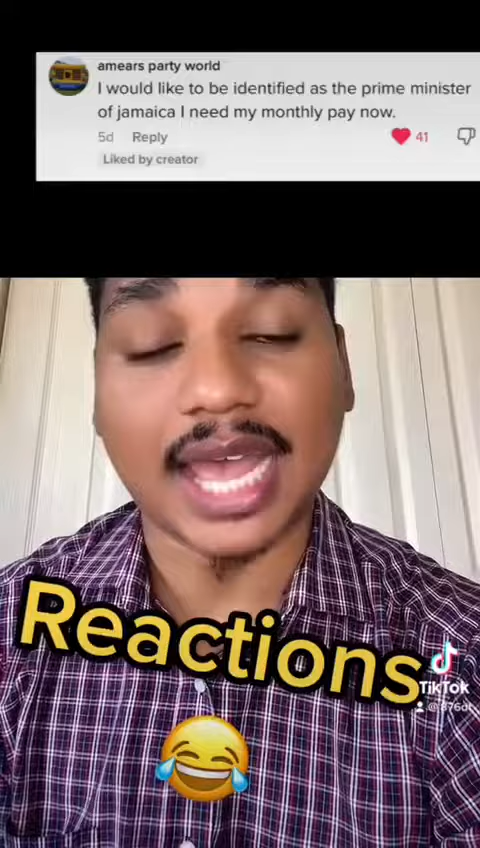 amears party world
I would like to be identified as the prime minister
of jamaica I need my monthly pay now.
5d Reply 41
Liked by creator
Reactions
TikTok